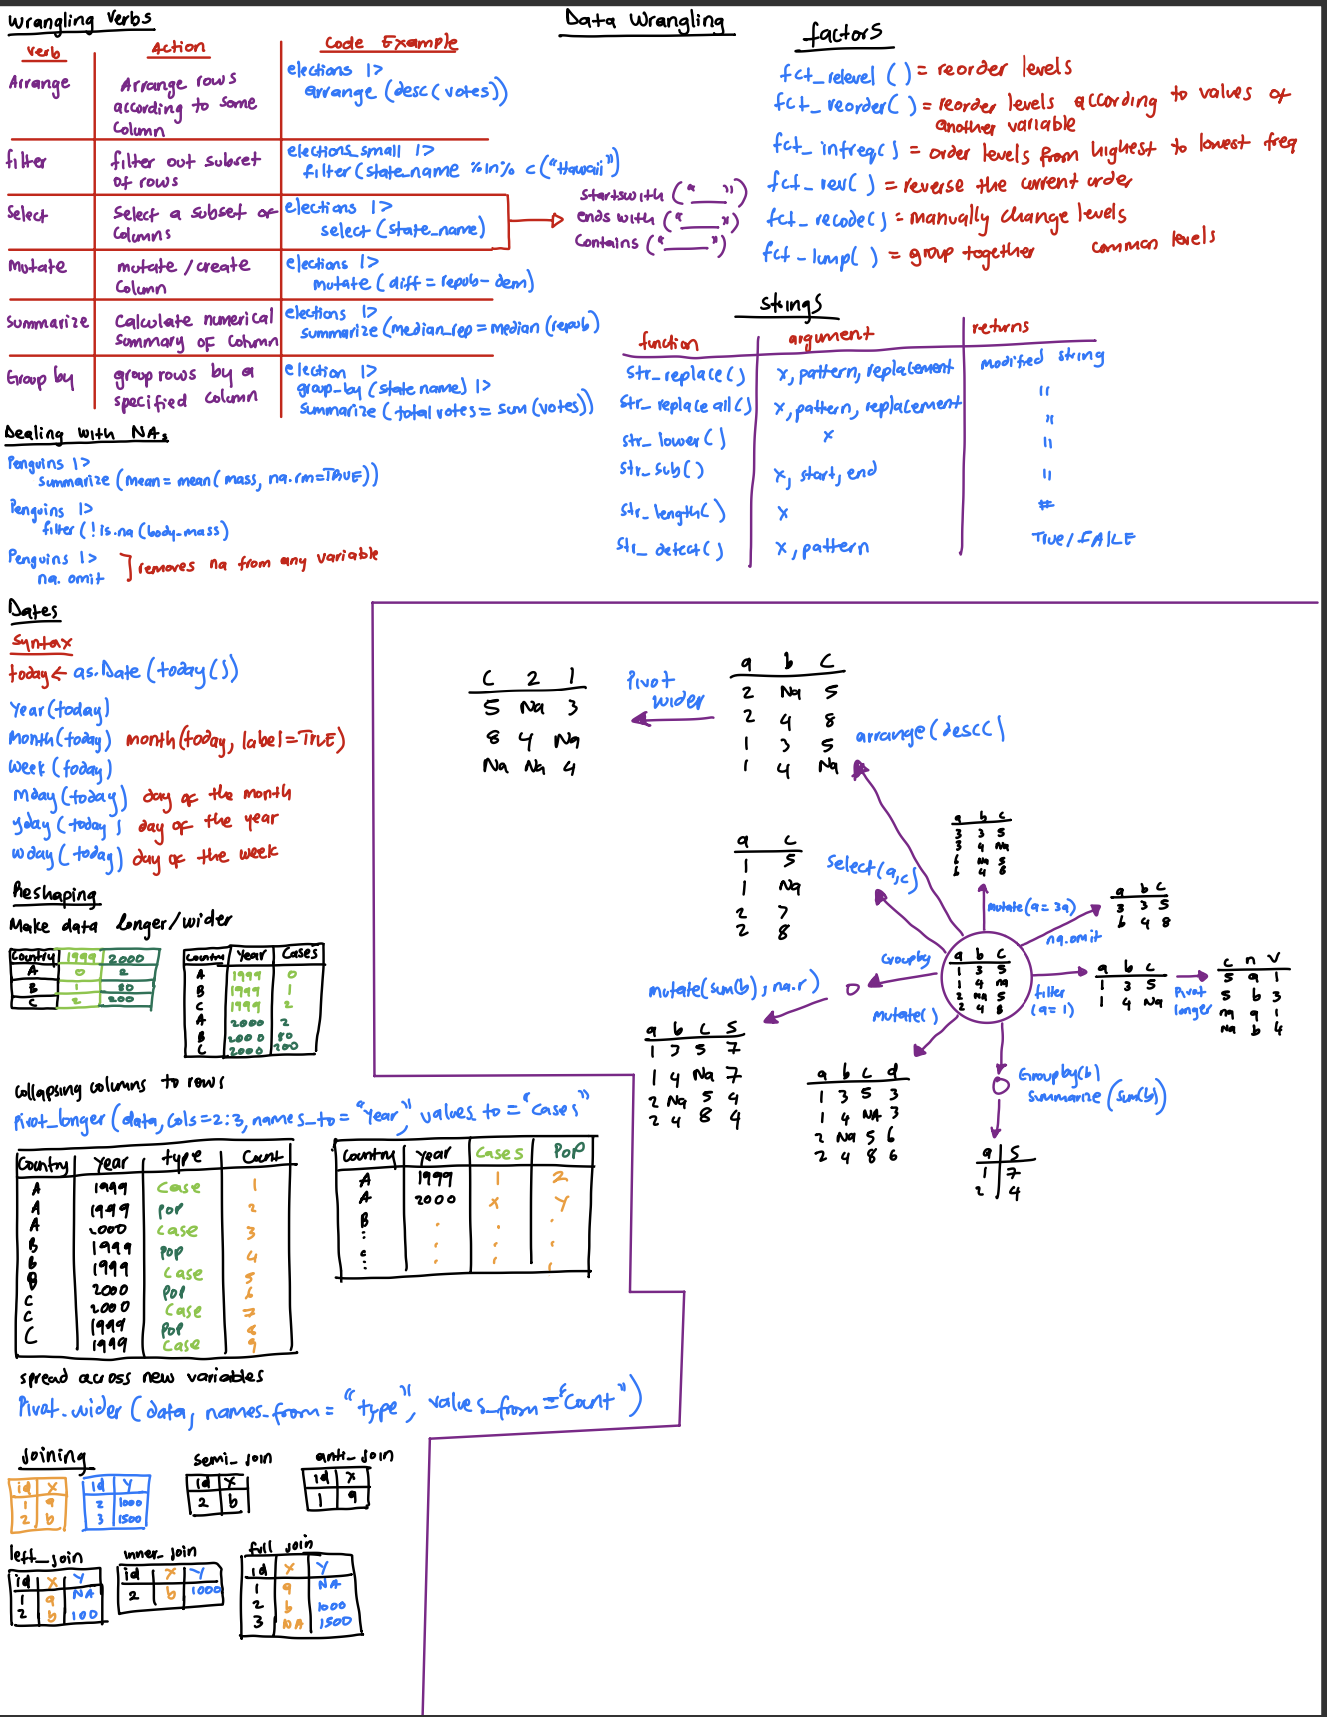 Wrangling Verbs
Verb Action Code Example
Arrange Arrange rows according to some column
elections |>
arrange (desc(votes))
filter filter out subset of rows
elections_small |>
filter (state_name %in% c("Hawaii")
Select Select a subset of columns
elections |>
select (state_name)
Startswith ("____")
ends with ("____")
Contains ("____")
Mutate mutate / create column
elections |>
mutate (diff = repub - dem)
Summarize Calculate numerical summary of column
elections |>
summarize (median_rep = median (repub)
Group by group rows by a specified column
election |>
group_by (state name) |>
summarize (total votes = sum (votes))
Data Wrangling
factors
fct_relevel () = reorder levels
fct_reorder() = reorder levels according to values of
another variable
fct_infreq() = order levels from highest to lowest freq
fct_rev() = reverse the current order
fct_recode() = manually change levels
fct_lump() = group together common levels
strings
function argument returns
str_replace() x, pattern, replacement modified string
str_replace all() x, pattern, replacement "
str_lower() x "
str_sub() x, start, end "
str_length() x #
str_detect() x, pattern True/FALSE
Dealing with NAs
Penguins |>
summarize (mean = mean (mass, na.rm=TRUE))
Penguins |>
filter (!is.na (body-mass)
Penguins |>
na.omit
removes na from any variable
Dates
Syntax
today <- as.Date (today ())
Year (today)
Month (today) month (today, label = TRUE)
week (today)
Mday (today) day of the month
yday (today) day of the year
wday (today) day of the week
Reshaping
Make data longer/wider
Country 1999 2000
A 0 2
B 1 80
C 2 200
Country Year Cases
A 1999 0
B 1999 1
C 1999 2
A 2000 2
B 2000 80
C 2000 200
collapsing columns to rows
Pivot_longer (data, cols = 2:3, names_to = "Year", values to = "Cases"
Country Year type Count
A 1999 Case 1
A 1999 Pop 2
A 2000 Case 3
B 1999 Pop 4
B 1999 Case 5
2000 Pop 6
C 2000 Case 7
C 1999 Pop 8
C 1999 Case 9
Country Year Cases Pop
A 1999 1 2
A 2000 x Y
B
C
spread across new variables
Pivot.wider (data, names_from = "type", values_from = "Count")
Joining
id x
1 a
2 b
id Y
2 1000
3 1500
semi_join
id x
2 b
anti_join
id x
1 a
left_join
id x Y
1 a NA
2 b 100
inner_join
id x Y
2 b 1000
full join
id x Y
1 a NA
2 b 1000
3 NA 1500
C 2 1
5 Na 3
8 4 Na
Na Na 4
Pivot wider
a b C
2 Na 5
2 4 8
1 3 5
1 4 Na
arrange (desc C)
a c
1 5
1 Na
2 7
2 8
Select (a,c)
a b c
3 3 5
3 4 Na
6 Na 5
6 4 8
Mutate (a = 3a)
a b c
3 3 5
6 4 8
na.omit
a b c
1 3 5
1 4 na
2 Na 5
2 4 8
filter
(a = 1)
a b c
1 3 5
1 4 Na
Pivot
longer
C n V
5 a 1
5 b 3
na a 1
Na b 4
Groupby
mutate (sum(b), na.r)
a b c S
1 3 5 7
1 4 Na 7
2 Na 5 4
2 4 8 4
Mutate()
a b c d
1 3 5 3
1 4 NA 3
2 Na 5 6
2 4 8 6
Group by (b)
summarize (sum(b))
a S
1 7
2 4